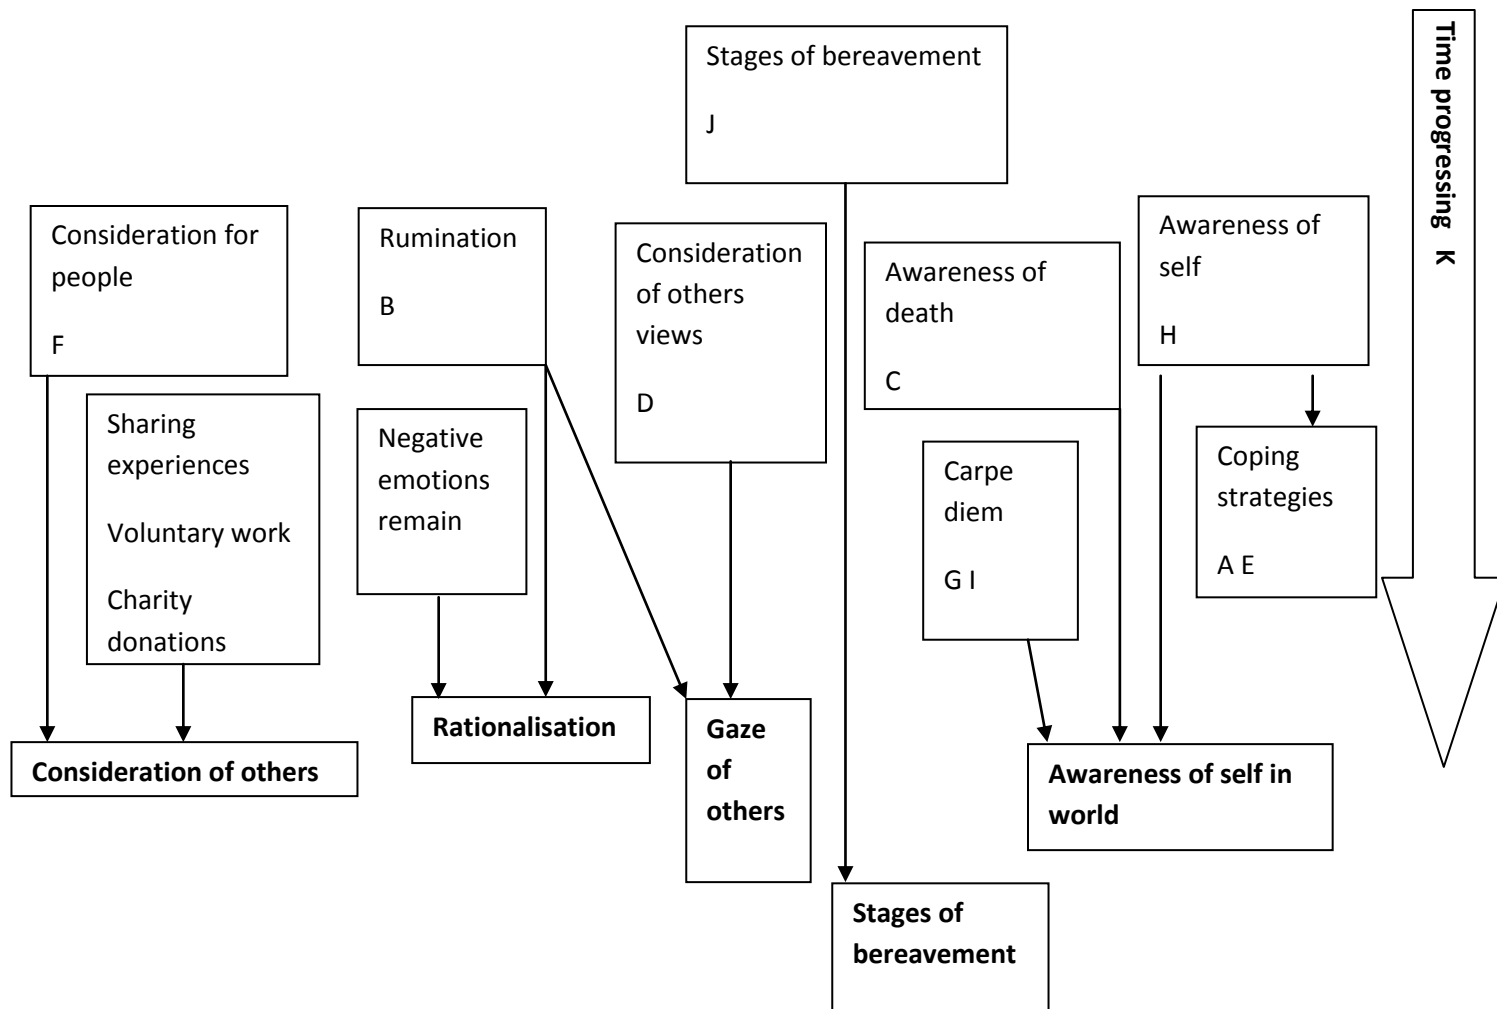 Stages of bereavement
J
Time progressing K
Consideration for
people
F
Rumination
B
Consideration
of others
views
D
Awareness of
death
C
Awareness of
self
H
Sharing
experiences
Voluntary work
Charity
donations
Negative
emotions
remain
Carpe
diem
G I
Coping
strategies
A E
Consideration of others
Rationalisation
Gaze
of
others
Awareness of self in
world
Stages of
bereavement